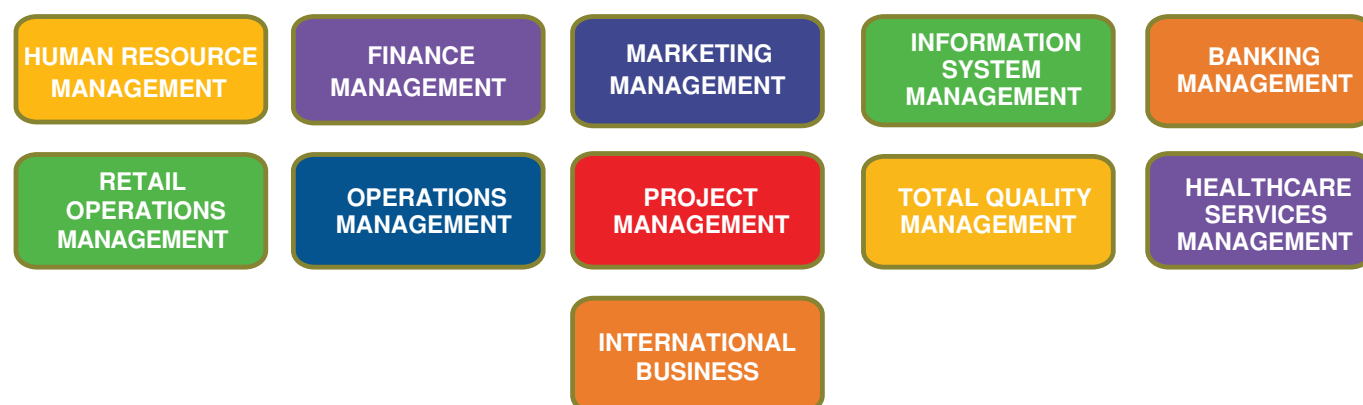 HUMAN RESOURCE
MANAGEMENT
FINANCE
MANAGEMENT
MARKETING
MANAGEMENT
INFORMATION
SYSTEM
MANAGEMENT
BANKING
MANAGEMENT
RETAIL
OPERATIONS
MANAGEMENT
OPERATIONS
MANAGEMENT
PROJECT
MANAGEMENT
TOTAL QUALITY
MANAGEMENT
HEALTHCARE
SERVICES
MANAGEMENT
INTERNATIONAL
BUSINESS